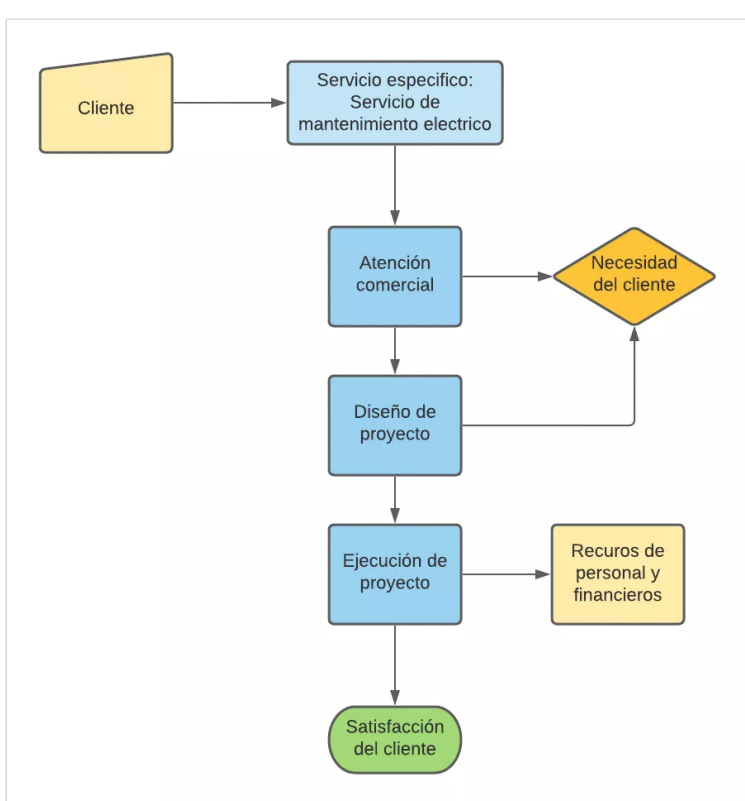 Cliente
Servicio especifico:
Servicio de
mantenimiento electrico
Atención
comercial
Necesidad
del cliente
Diseño de
proyecto
Ejecución de
proyecto
Recuros de
personal y
financieros
Satisfacción
del cliente